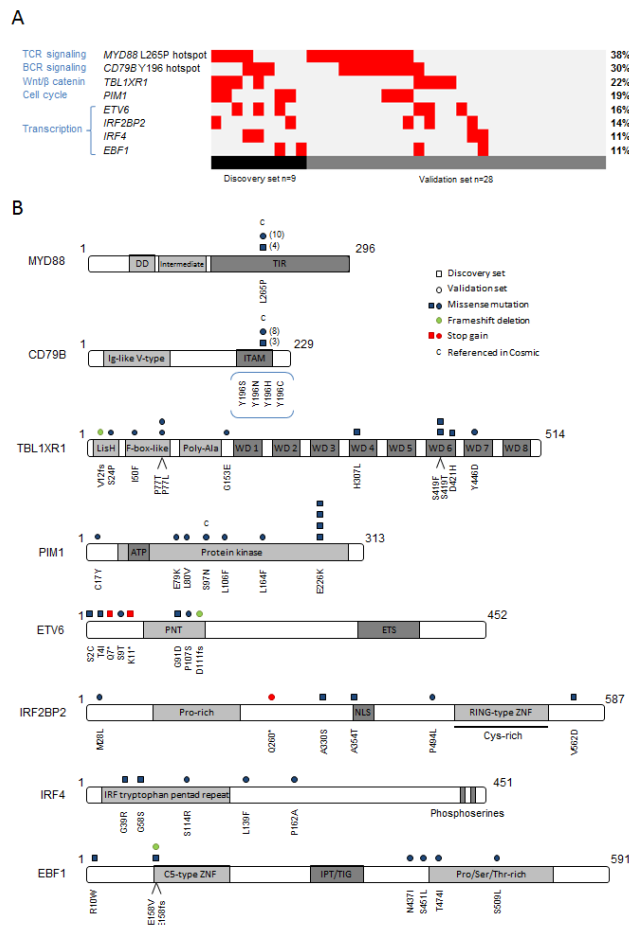 A
TCR signaling MYD88 L265P hotspot 38%
BCR signaling CD79B Y196 hotspot 30%
Wnt/β catenin TBL1XR1 22%
Cell cycle PIM1 19%
Transcription
ETV6 16%
IRF2BP2 14%
IRF4 11%
EBF1 11%
Discovery set n=9 Validation set n=28
B
MYD88 1 296
C
(10)
(4)
DD Intermediate TIR
L265P
Discovery set
Validation set
Missense mutation
Frameshift deletion
Stop gain
C Referenced in Cosmic
CD79B 1 229
C
(8)
(3)
Ig-like V-type ITAM
Y196S Y196N Y196H Y196C
TBL1XR1 1 514
LisH F-box-like Poly-Ala WD 1 WD 2 WD 3 WD 4 WD 5 WD 6 WD 7 WD 8
V12fs S24P I50F P77T P77L G153E H307L S419F S419T D421H Y446D
PIM1 1 313
C
ATP Protein kinase
C17Y E79K L80V S97N L106F L164F E226K
ETV6 1 452
PNT ETS
S2C T4I Q7* S9T K11* G91D P107S D111fs
IRF2BP2 1 587
Pro-rich NLS RING-type ZNF
Cys-rich
M28L Q260* A330S A354T P494L V562D
IRF4 1 451
IRF tryptophan pentad repeat
Phosphoserines
G39R G58S S114R L139F P162A
EBF1 1 591
C5-type ZNF IPT/TIG Pro/Ser/Thr-rich
R10W E158V E158fs N437I S451L T474I S509L